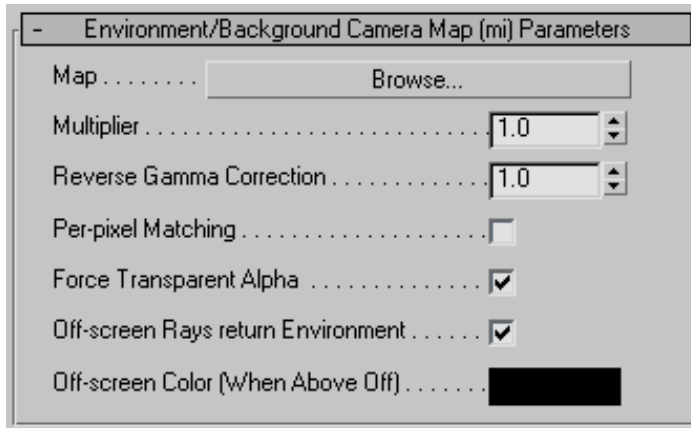 - Environment/Background Camera Map (mi) Parameters
Map . . . . . . . . Browse...
Multiplier . . . . . . . . . . . . . . . . . . . . . . . . . . . . 1.0
Reverse Gamma Correction . . . . . . . . . . . . . 1.0
Per-pixel Matching . . . . . . . . . . . . . . . . . . . . .
Force Transparent Alpha . . . . . . . . . . . . . .
Off-screen Rays return Environment . . . . . .
Off-screen Color (When Above Off) . . . . . . .